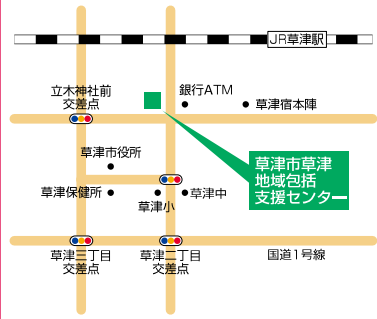 JR草津駅
立木神社前
交差点
銀行ATM
草津宿本陣
草津市役所
草津市草津
地域包括
支援センター
草津保健所
草津小
草津中
草津三丁目
交差点
草津二丁目
交差点
国道1号線